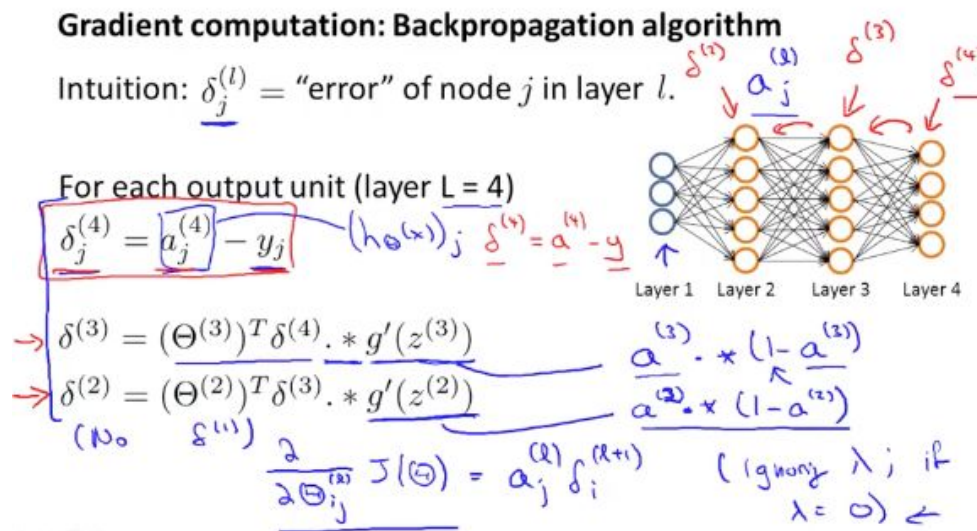 Gradient computation: Backpropagation algorithm
Intuition: δ_j^(l) = “error” of node j in layer l.
δ^(2) a_j^(l) δ^(3) δ^(4
For each output unit (layer L = 4)
δ_j^(4) = a_j^(4) − y_j (h_Θ(x))_j δ^(4) = a^(4) - y
Layer 1 Layer 2 Layer 3 Layer 4
δ^(3) = (Θ^(3))^T δ^(4) .* g′(z^(3)) a^(3) .* (1-a^(3))
δ^(2) = (Θ^(2))^T δ^(3) .* g′(z^(2)) a^(2) .* (1-a^(2))
(No δ^(1))
∂/∂Θ_ij^(l) J(Θ) = a_j^(l) δ_i^(l+1) (ignoring λ; if
λ = 0) ←